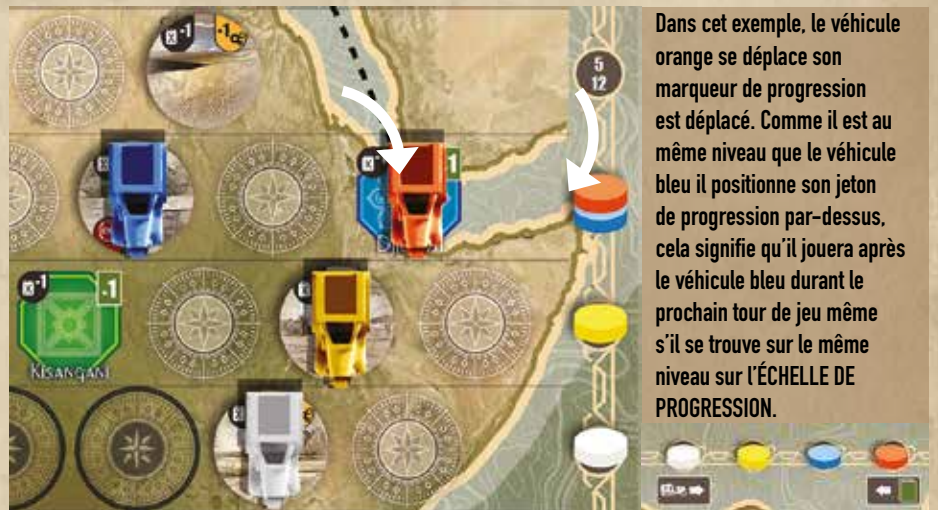 -1 -1
5
12
Dans cet exemple, le véhicule
orange se déplace son
marqueur de progression
est déplacé. Comme il est au
même niveau que le véhicule
bleu il positionne son jeton
de progression par-dessus,
cela signifie qu'il jouera après
le véhicule bleu durant le
prochain tour de jeu même
s'il se trouve sur le même
niveau sur l'ÉCHELLE DE
PROGRESSION.
1
-1 -1
KISANGANI